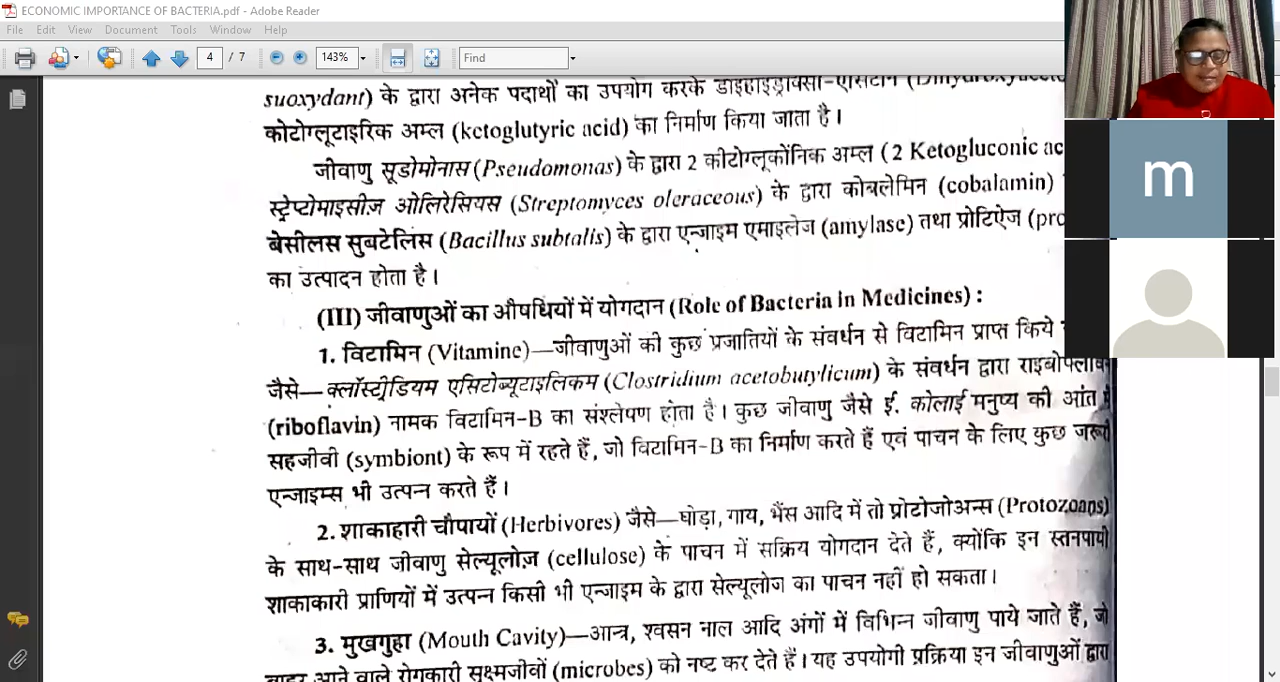 ECONOMIC IMPORTANCE OF BACTERIA.pdf - Adobe Reader
File Edit View Document Tools Window Help
4 / 7 143% Find
suoxydant) के द्वारा अनेक पदार्थों का उपयोग करके
कोटोग्लूटाइरिक अम्ल (ketoglutyric acid) का निर्माण किया जाता है।
जीवाणु सूडोमोनास (Pseudomonas) के द्वारा 2 कीटोग्लूकोनिक अम्ल (2 Ketogluconic ac
स्ट्रेप्टोमाइसीज़ ओलिरेसियस (Streptomyces oleraceous) के द्वारा कोबलेमिन (cobalamin)
बेसीलस सुबटेलिस (Bacillus subtalis) के द्वारा एन्जाइम एमाइलेज (amylase) तथा प्रोटिऐज (pro
का उत्पादन होता है।
(III) जीवाणुओं का औषधियों में योगदान (Role of Bacteria in Medicines) :
1. विटामिन (Vitamine)—जीवाणुओं की कुछ प्रजातियों के संवर्धन से विटामिन प्राप्त किये
जैसे— क्लॉस्ट्रीडियम एसिटोब्यूटाइलिकम (Clostridium acetobutylicum) के संवर्धन द्वारा राइबोफ्लेविन
(riboflavin) नामक विटामिन-B का संश्लेषण होता है। कुछ जीवाणु जैसे ई. कोलाई मनुष्य की आंत में
सहजीवी (symbiont) के रूप में रहते हैं, जो विटामिन-B का निर्माण करते हैं एवं पाचन के लिए कुछ जरूरी
एन्जाइम्स भी उत्पन्न करते हैं।
2. शाकाहारी चौपायों (Herbivores) जैसे—घोड़ा, गाय, भैंस आदि में तो प्रोटोजोअन्स (Protozoans)
के साथ-साथ जीवाणु सेल्यूलोज़ (cellulose) के पाचन में सक्रिय योगदान देते हैं, क्योंकि इन स्तनपायी
शाकाकारी प्राणियों में उत्पन्न किसी भी एन्जाइम के द्वारा सेल्यूलोज का पाचन नहीं हो सकता।
3. मुखगुहा (Mouth Cavity)—आन्त्र, श्वसन नाल आदि अंगों में विभिन्न जीवाणु पाये जाते हैं, जो
बाहर आने वाले रोगकारी सूक्ष्मजीवों (microbes) को नष्ट कर देते हैं। यह उपयोगी प्रक्रिया इन जीवाणुओं द्वारा
m